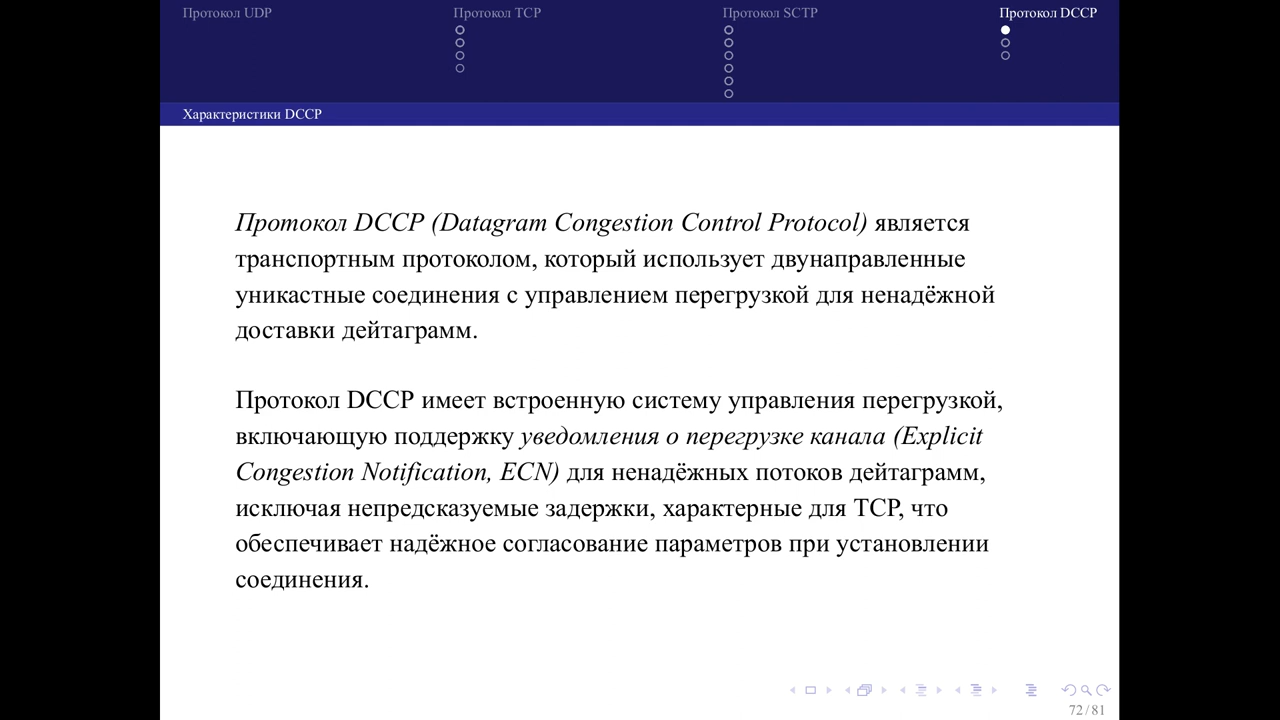 Протокол UDP
Протокол TCP
Протокол SCTP
Протокол DCCP
Характеристики DCCP
Протокол DCCP (Datagram Congestion Control Protocol) является
транспортным протоколом, который использует двунаправленные
уникастные соединения с управлением перегрузкой для ненадёжной
доставки дейтаграмм.
Протокол DCCP имеет встроенную систему управления перегрузкой,
включающую поддержку уведомления о перегрузке канала (Explicit
Congestion Notification, ECN) для ненадёжных потоков дейтаграмм,
исключая непредсказуемые задержки, характерные для TCP, что
обеспечивает надёжное согласование параметров при установлении
соединения.
72 / 81